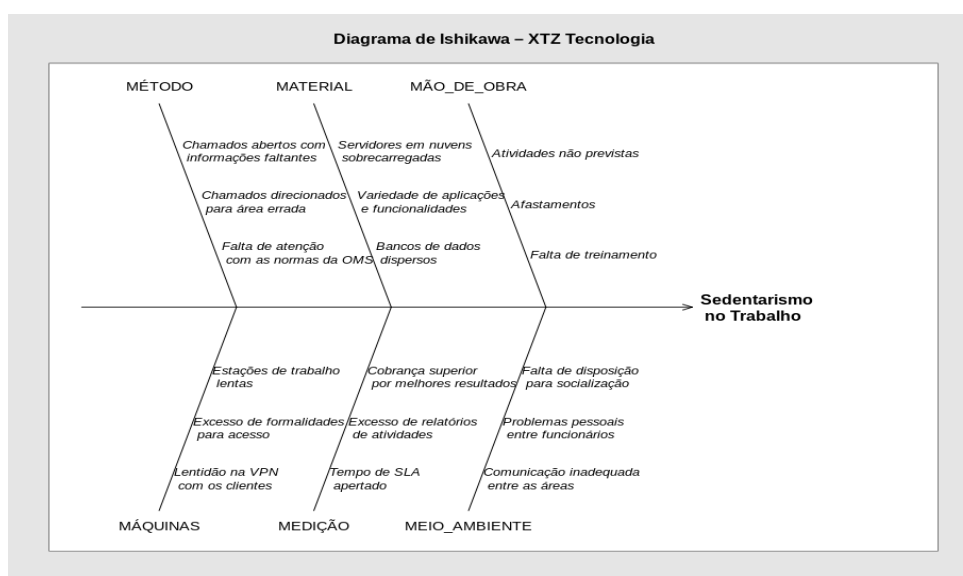 Diagrama de Ishikawa – XTZ Tecnologia
MÉTODO
MATERIAL
MÃO_DE_OBRA
Chamados abertos com
informações faltantes
Chamados direcionados
para área errada
Falta de atenção
com as normas da OMS
Servidores em nuvens
sobrecarregadas
Variedade de aplicações
e funcionalidades
Bancos de dados
dispersos
Atividades não previstas
Afastamentos
Falta de treinamento
Sedentarismo
no Trabalho
Estações de trabalho
lentas
Excesso de formalidades
para acesso
Lentidão na VPN
com os clientes
Cobrança superior
por melhores resultados
Excesso de relatórios
de atividades
Tempo de SLA
apertado
Falta de disposição
para socialização
Problemas pessoais
entre funcionários
Comunicação inadequada
entre as áreas
MÁQUINAS
MEDIÇÃO
MEIO_AMBIENTE